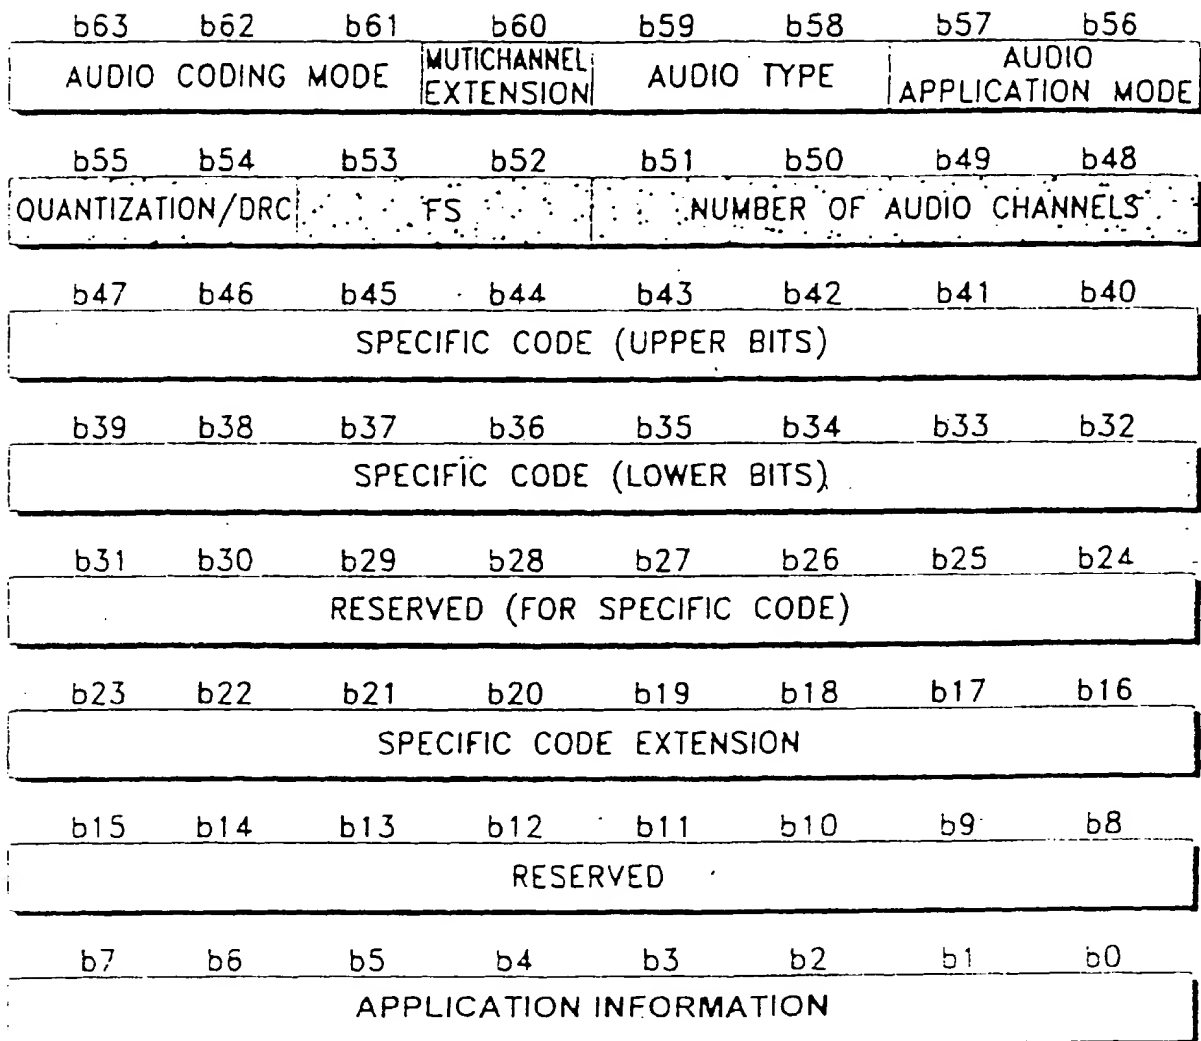 b63 b62 b61 b60 b59 b58 b57 b56
AUDIO CODING MODE MUTICHANNEL EXTENSION AUDIO TYPE AUDIO APPLICATION MODE
b55 b54 b53 b52 b51 b50 b49 b48
QUANTIZATION/DRC FS NUMBER OF AUDIO CHANNELS
b47 b46 b45 b44 b43 b42 b41 b40
SPECIFIC CODE (UPPER BITS)
b39 b38 b37 b36 b35 b34 b33 b32
SPECIFIC CODE (LOWER BITS)
b31 b30 b29 b28 b27 b26 b25 b24
RESERVED (FOR SPECIFIC CODE)
b23 b22 b21 b20 b19 b18 b17 b16
SPECIFIC CODE EXTENSION
b15 b14 b13 b12 b11 b10 b9 b8
RESERVED
b7 b6 b5 b4 b3 b2 b1 b0
APPLICATION INFORMATION